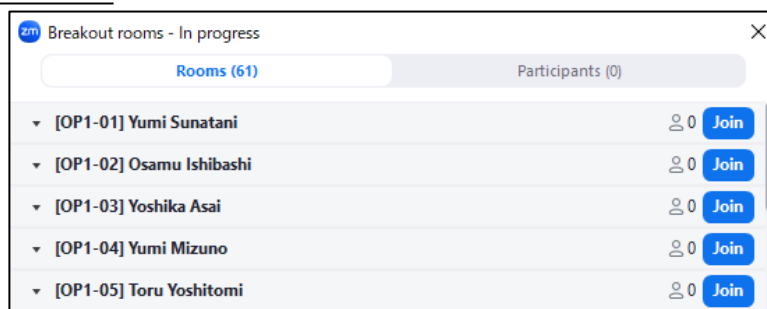 zm Breakout rooms - In progress
Rooms (61) Participants (0)
[OP1-01] Yumi Sunatani 0 Join
[OP1-02] Osamu Ishibashi 0 Join
[OP1-03] Yoshika Asai 0 Join
[OP1-04] Yumi Mizuno 0 Join
[OP1-05] Toru Yoshitomi 0 Join